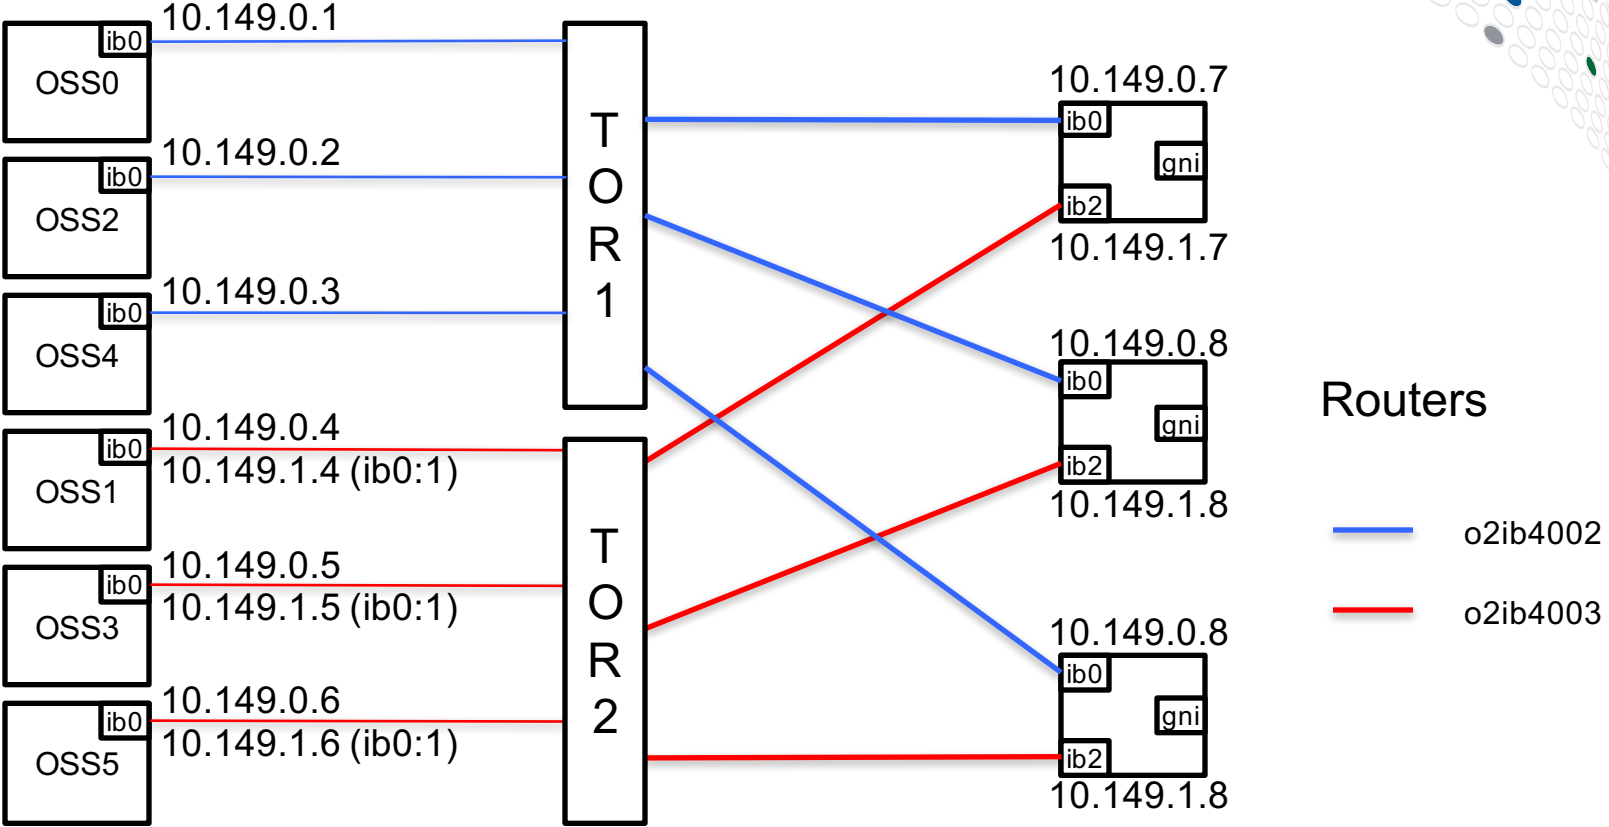 10.149.0.1
ib0
OSS0
10.149.0.2
ib0
OSS2
10.149.0.3
ib0
OSS4
10.149.0.4
ib0
10.149.1.4 (ib0:1)
OSS1
10.149.0.5
ib0
10.149.1.5 (ib0:1)
OSS3
10.149.0.6
ib0
10.149.1.6 (ib0:1)
OSS5
T
O
R
1
T
O
R
2
10.149.0.7
ib0
gni
ib2
10.149.1.7
10.149.0.8
ib0
gni
ib2
10.149.1.8
10.149.0.8
ib0
gni
ib2
10.149.1.8
Routers
o2ib4002
o2ib4003